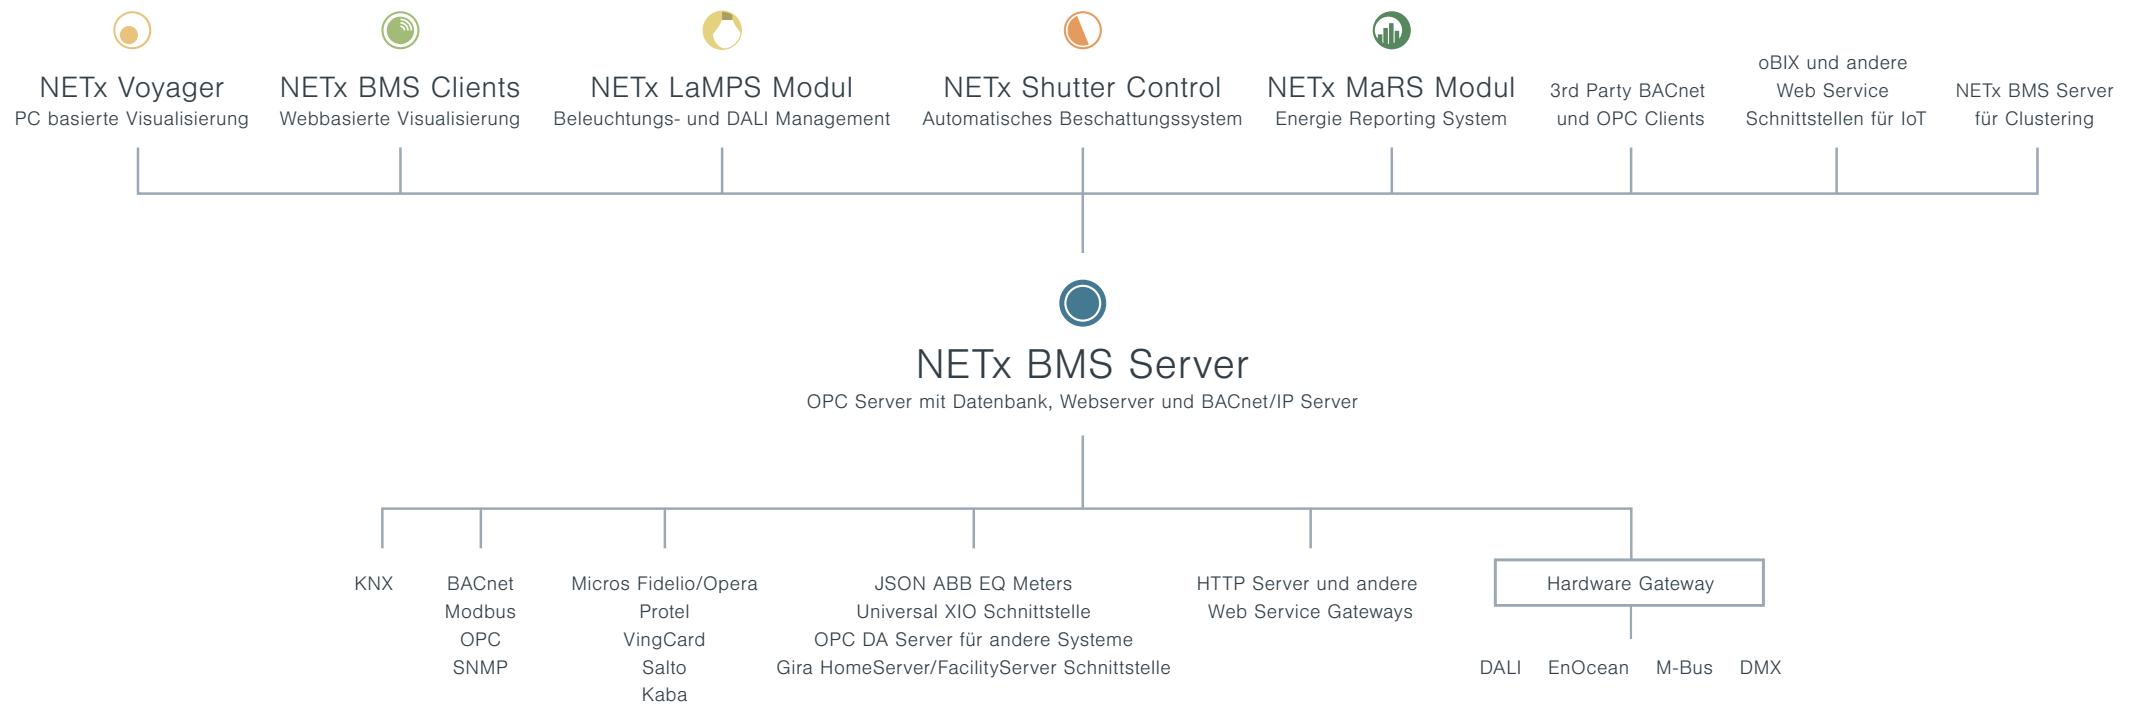 NETx Voyager
PC basierte Visualisierung
NETx BMS Clients
Webbasierte Visualisierung
NETx LaMPS Modul
Beleuchtungs- und DALI Management
NETx Shutter Control
Automatisches Beschattungssystem
NETx MaRS Modul
Energie Reporting System
3rd Party BACnet
und OPC Clients
oBIX und andere
Web Service
Schnittstellen für IoT
NETx BMS Server
für Clustering
NETx BMS Server
OPC Server mit Datenbank, Webserver und BACnet/IP Server
KNX
BACnet
Modbus
OPC
SNMP
Micros Fidelio/Opera
Protel
VingCard
Salto
Kaba
JSON ABB EQ Meters
Universal XIO Schnittstelle
OPC DA Server für andere Systeme
Gira HomeServer/FacilityServer Schnittstelle
HTTP Server und andere
Web Service Gateways
Hardware Gateway
DALI EnOcean M-Bus DMX